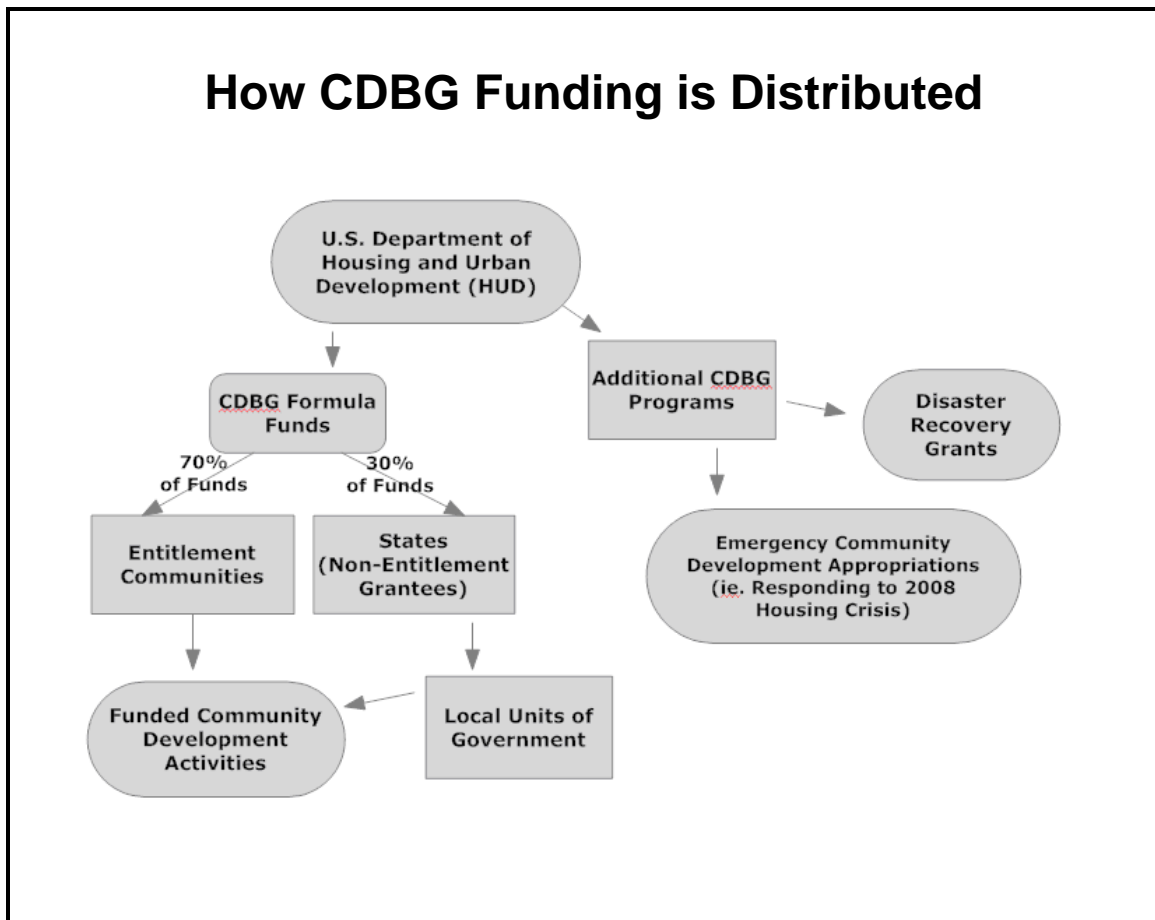 How CDBG Funding is Distributed
U.S. Department of
Housing and Urban
Development (HUD)
Additional CDBG
Programs
CDBG Formula
Funds
Disaster
Recovery
Grants
70%
of Funds
30%
of Funds
Entitlement
Communities
States
(Non-Entitlement
Grantees)
Emergency Community
Development Appropriations
(ie. Responding to 2008
Housing Crisis)
Funded Community
Development
Activities
Local Units of
Government